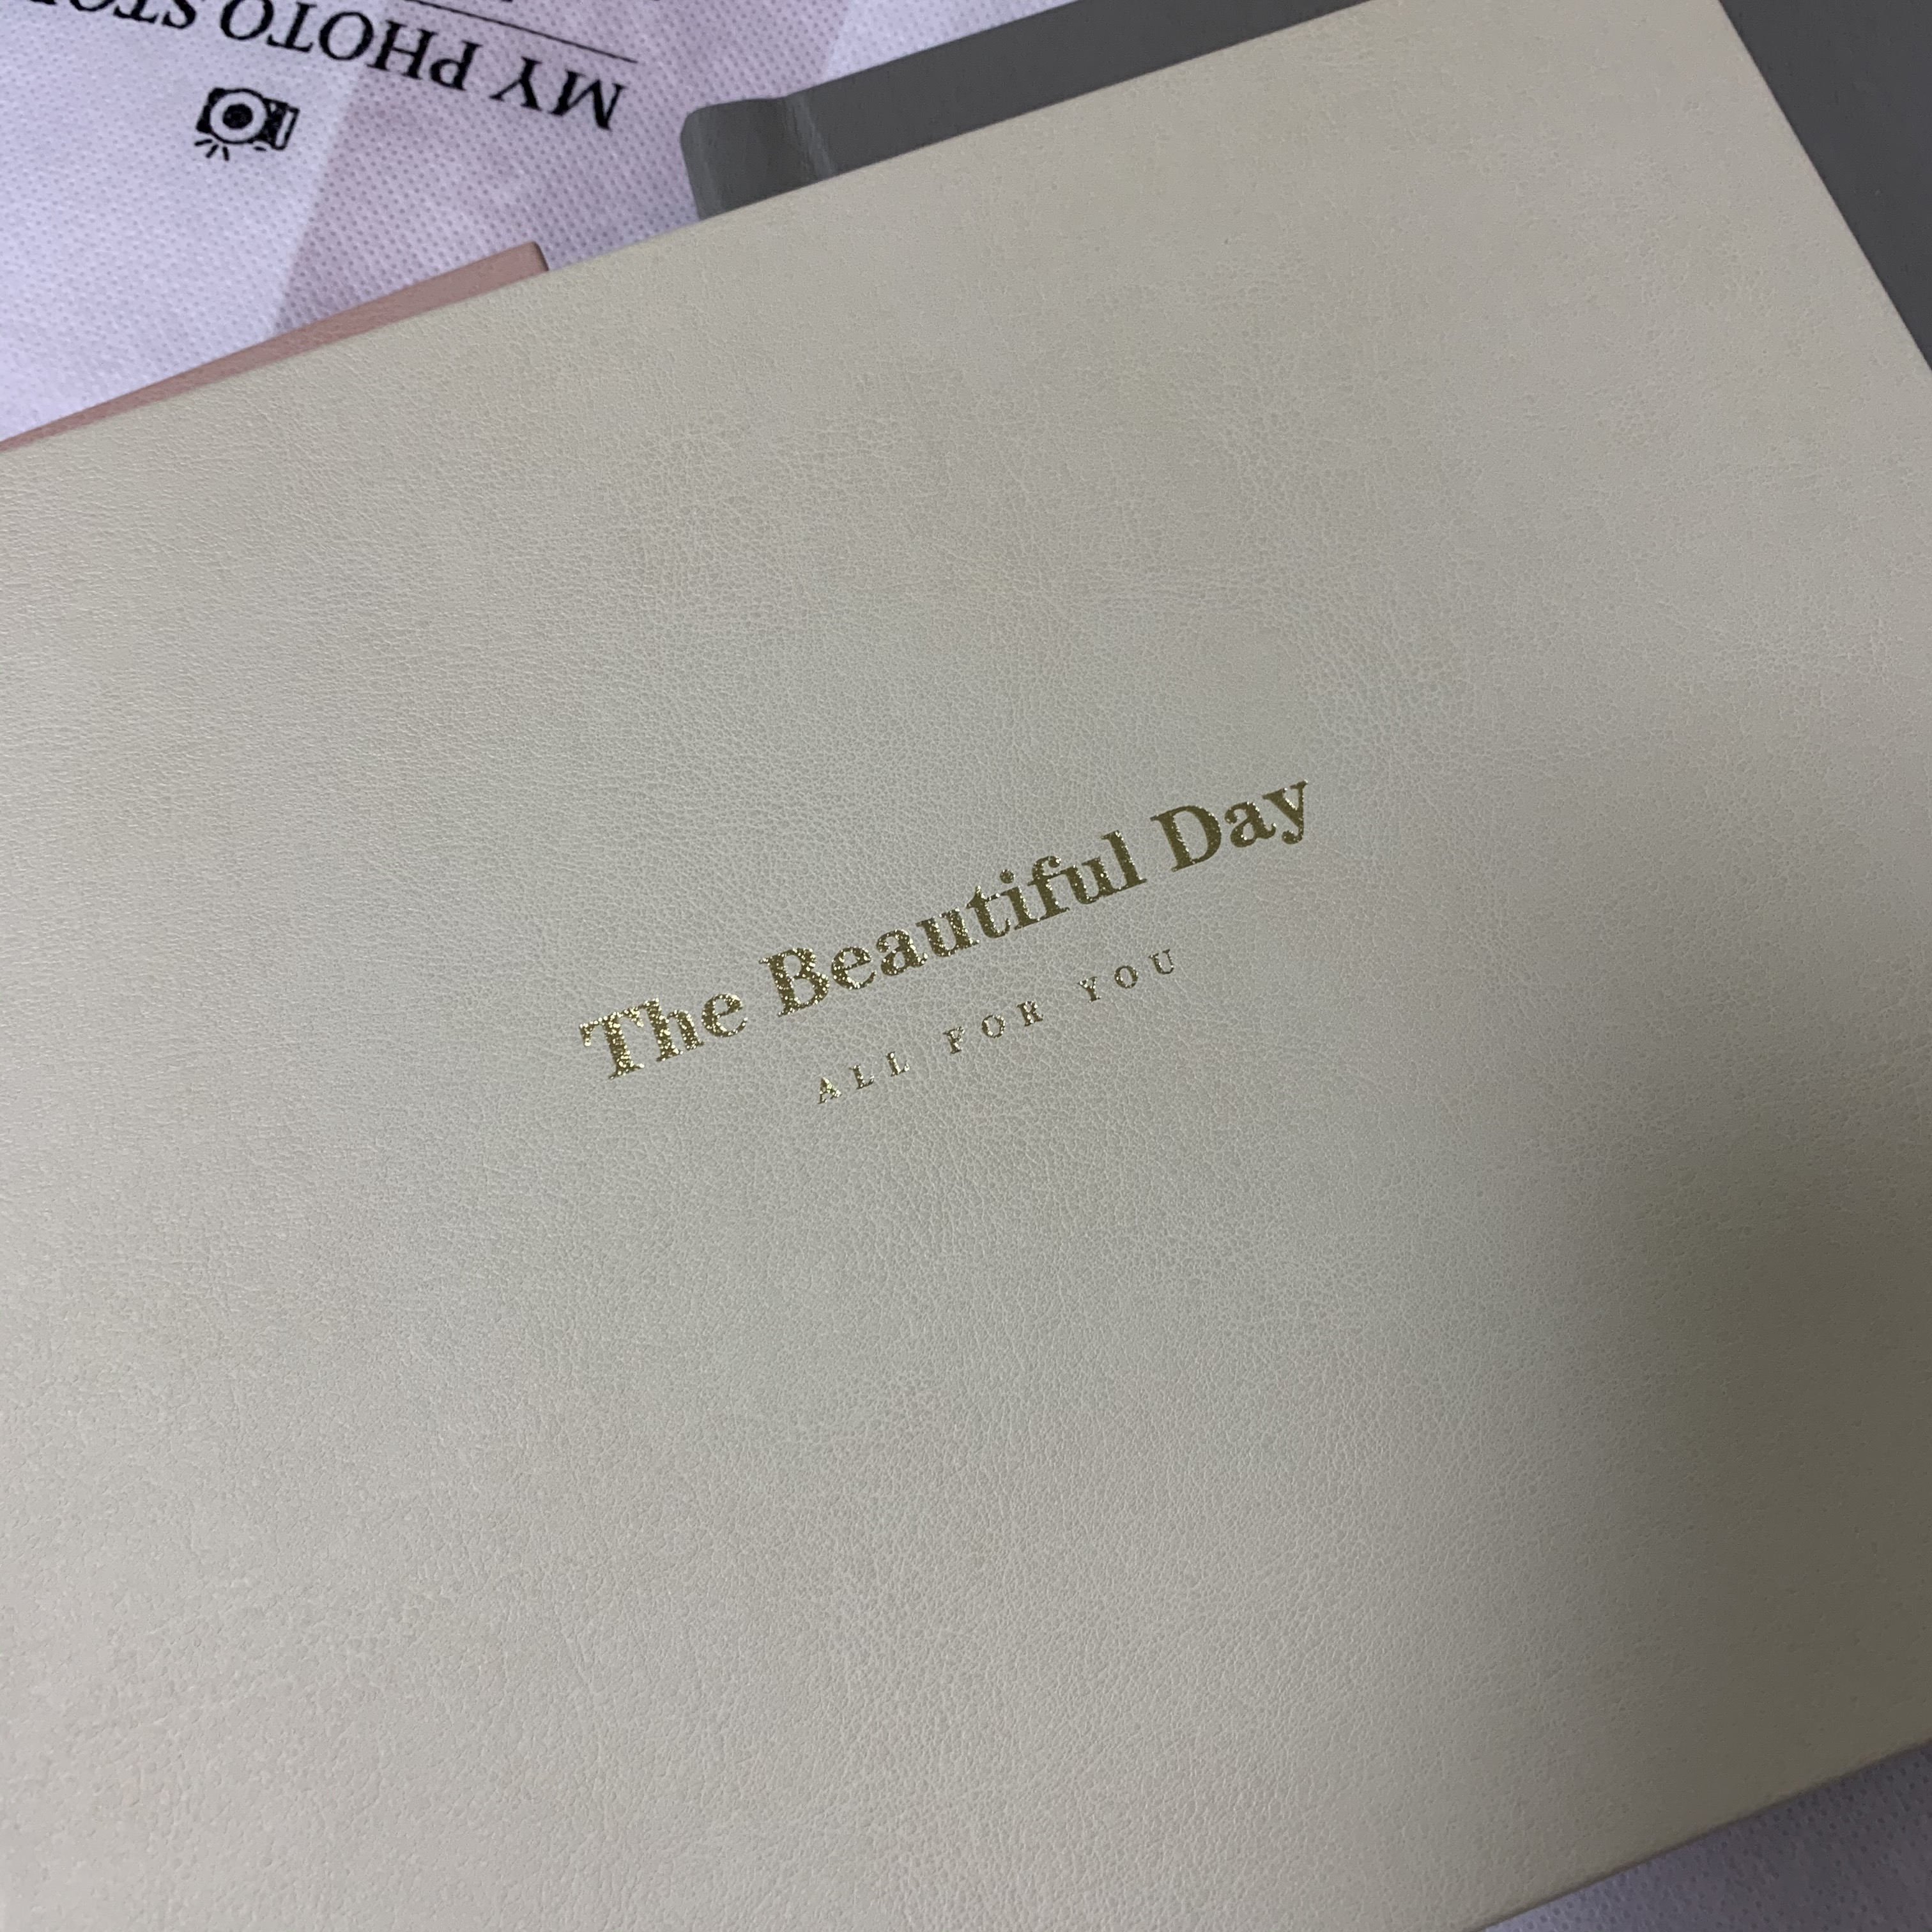 MY PHOTO STO
The Beautiful Day
ALL FOR YOU